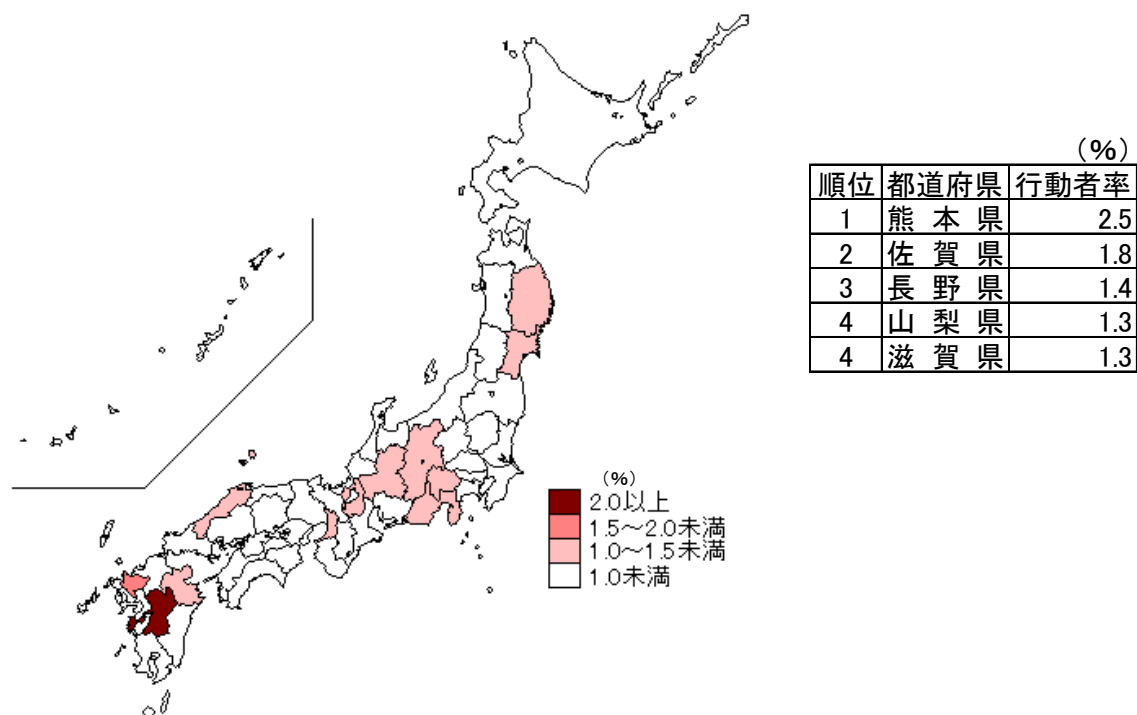 （％）
順位 都道府県 行動者率
1 熊本県 2.5
2 佐賀県 1.8
3 長野県 1.4
4 山梨県 1.3
4 滋賀県 1.3
（％）
2.0以上
1.5～2.0未満
1.0～1.5未満
1.0未満